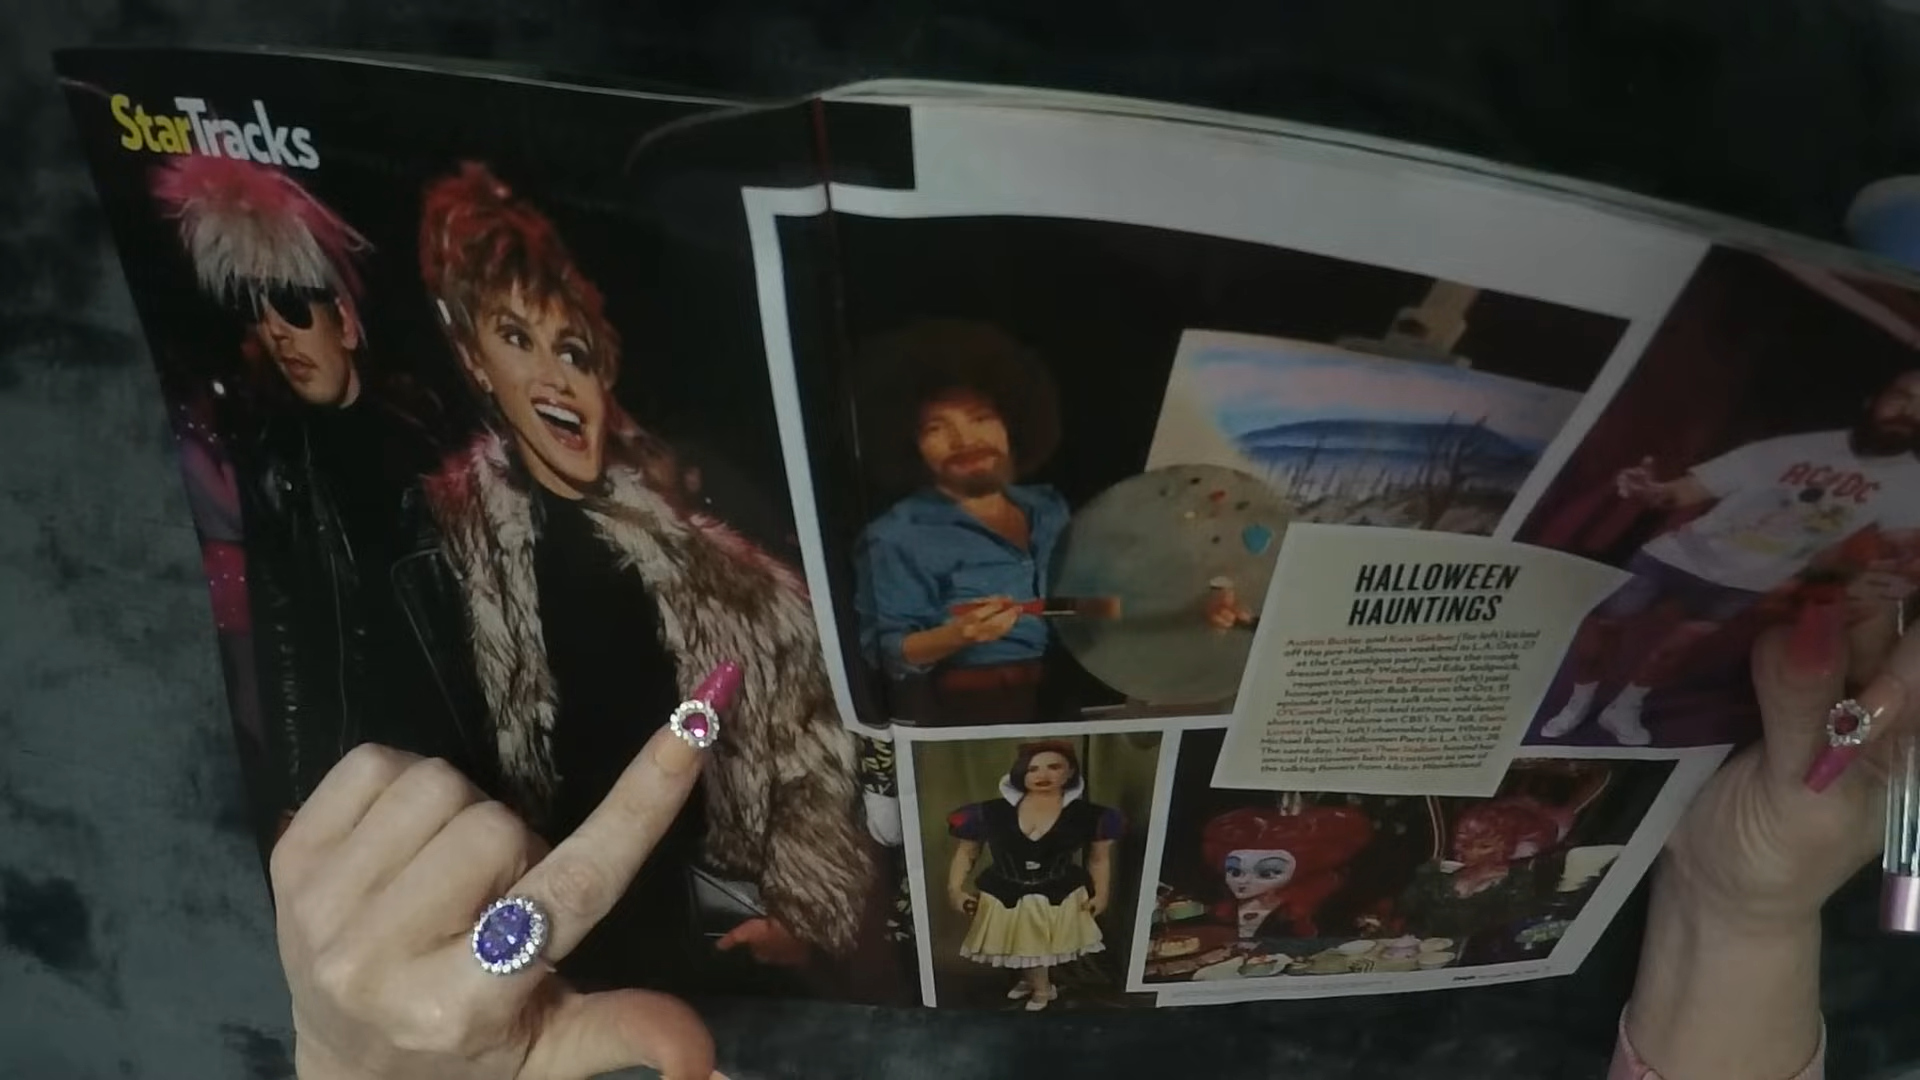 StarTracks
AC/DC
HALLOWEEN
HAUNTINGS
Austin Butler and Kaia Gerber (far left) kicked
off the pre-Halloween weekend in L.A. Oct. 27
at the Casamigos party, where the couple
dressed as Andy Warhol and Edie Sedgwick,
respectively. Drew Barrymore (left) paid
homage to painter Bob Ross on the Oct. 31
episode of her daytime talk show, while Jerry
O'Connell (right) rocked tattoos and denim
shorts as Post Malone on CBS's The Talk. Demi
Lovato (below, left) channeled Snow White at
Michael Braun's Halloween Party in L.A. Oct. 28.
The same day, Megan Thee Stallion hosted her
annual Hottieween bash in costume as one of
the talking flowers from Alice in Wonderland.
People